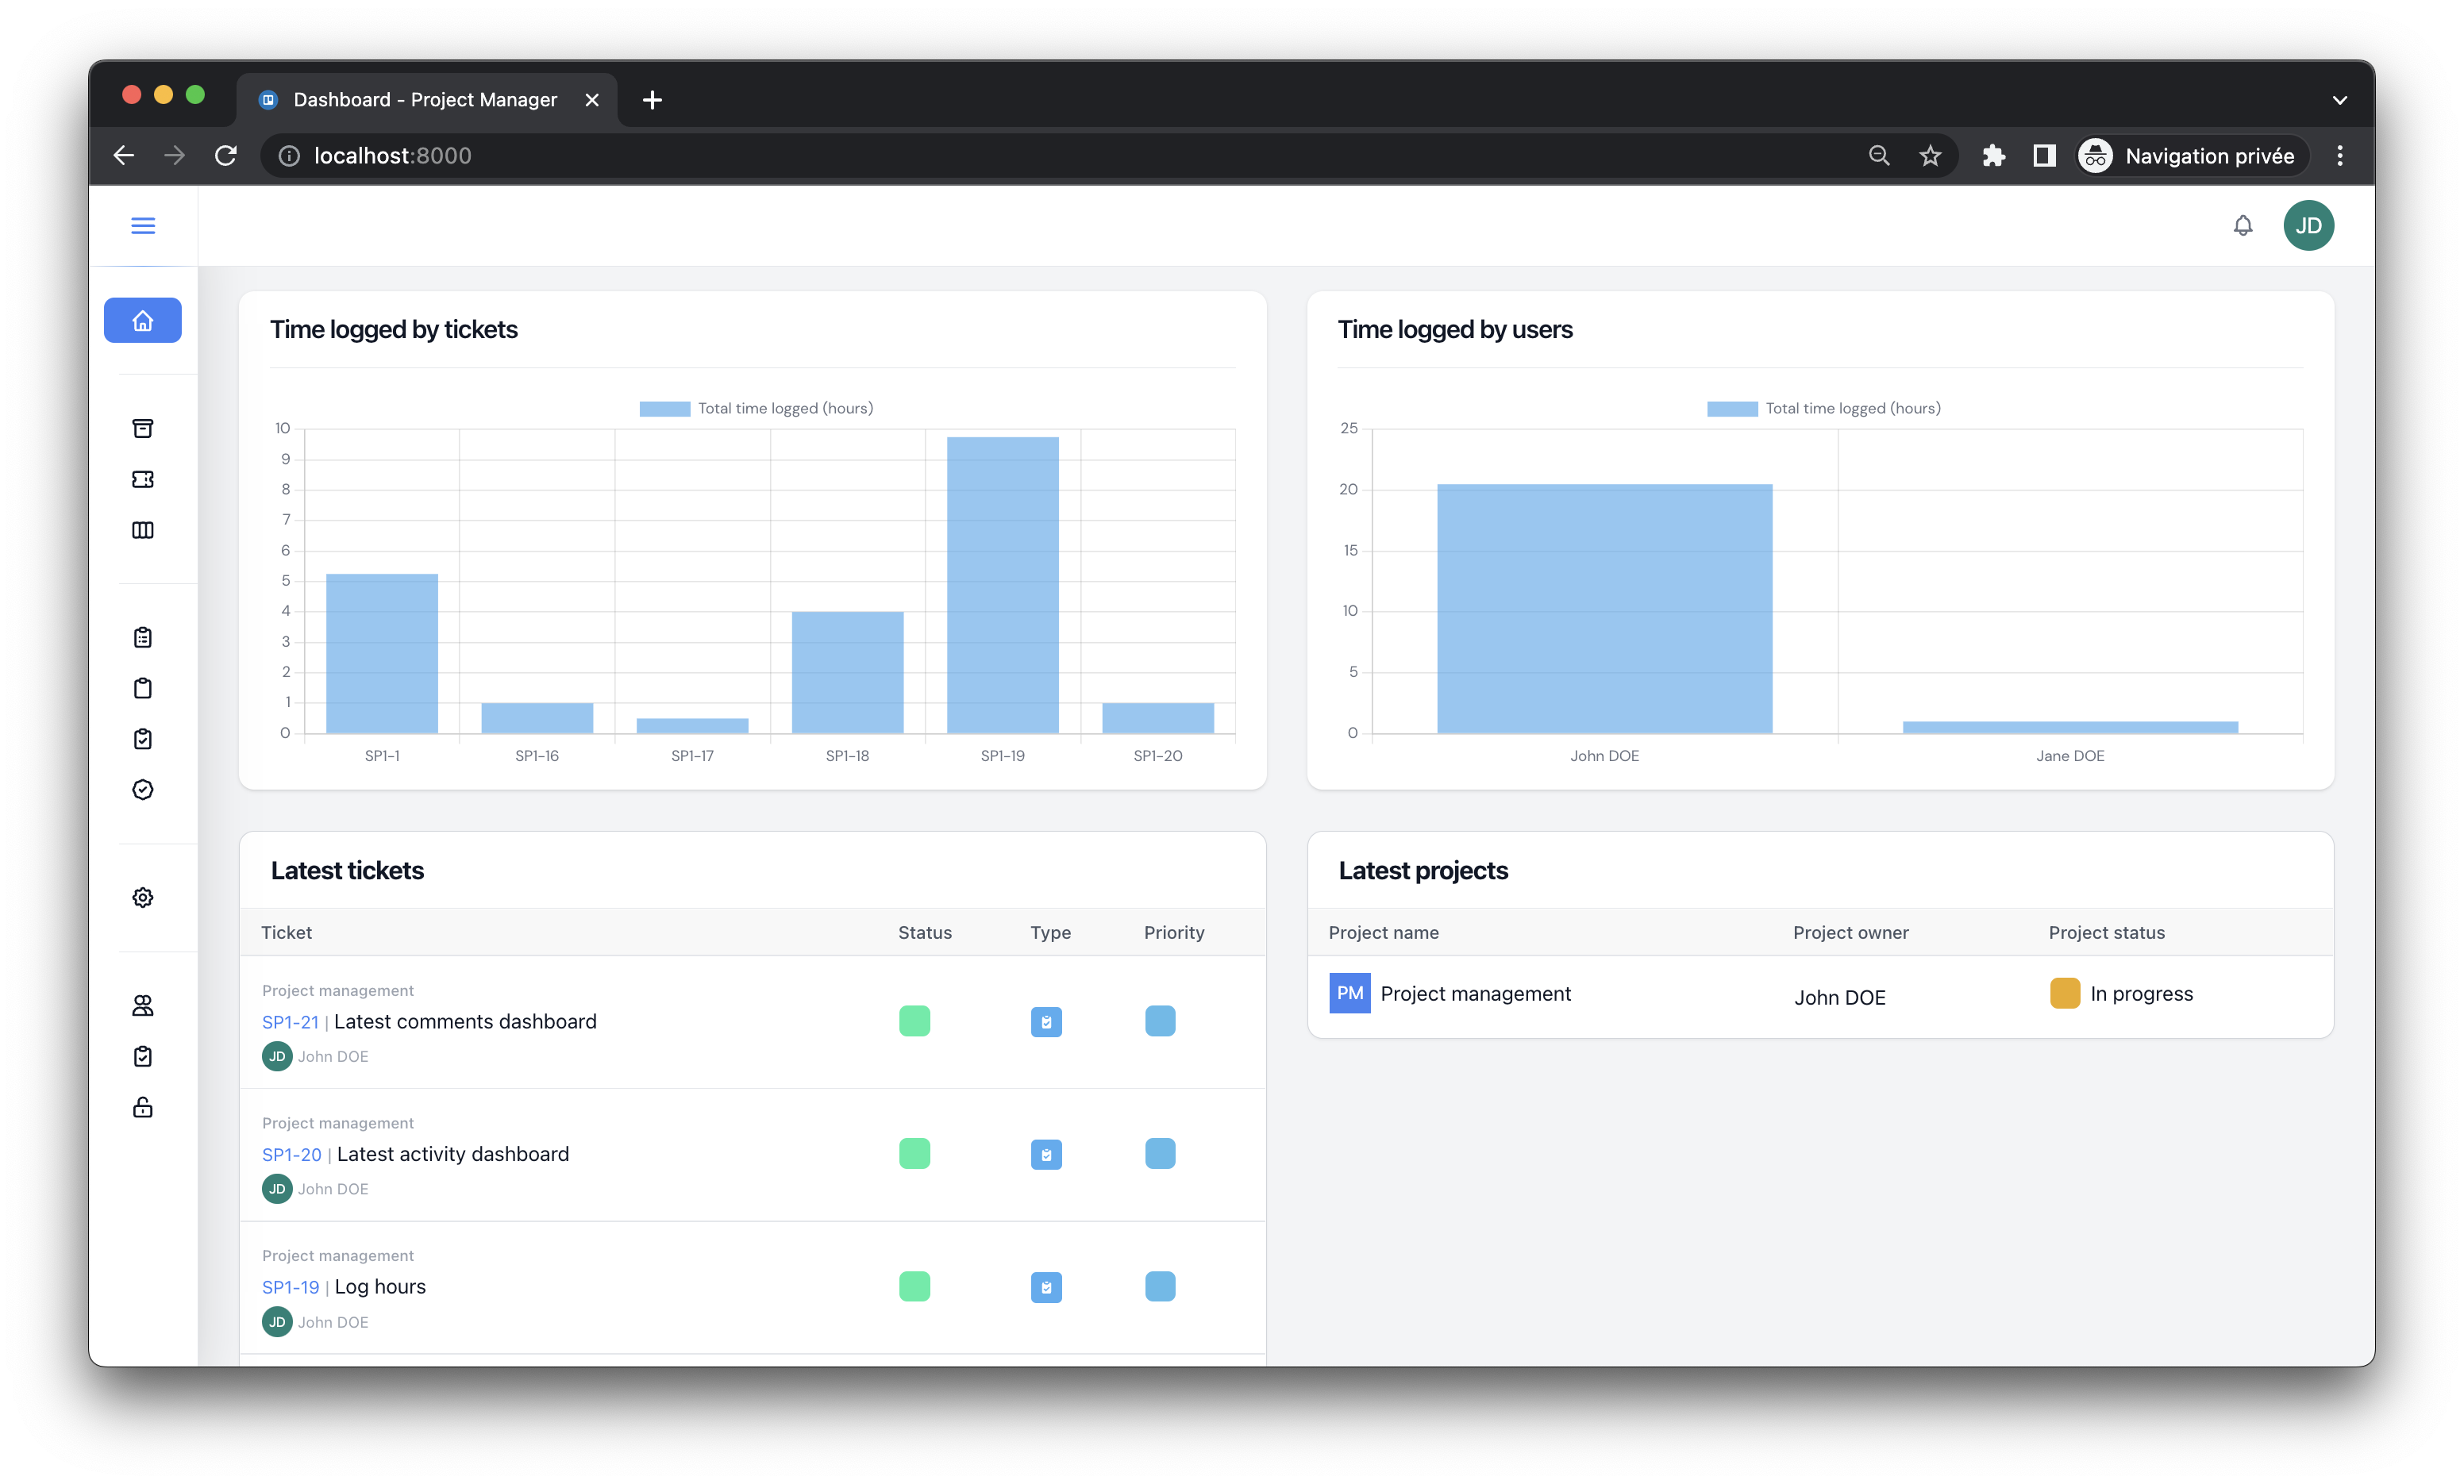 Dashboard - Project Manager
localhost:8000
Navigation privée
JD
Time logged by tickets
Total time logged (hours)
10
9
8
7
6
5
4
3
2
1
0
SP1-1 SP1-16 SP1-17 SP1-18 SP1-19 SP1-20
Time logged by users
Total time logged (hours)
25
20
15
10
5
0
John DOE Jane DOE
Latest tickets
Ticket Status Type Priority
Project management
SP1-21 | Latest comments dashboard
JD John DOE
Project management
SP1-20 | Latest activity dashboard
JD John DOE
Project management
SP1-19 | Log hours
JD John DOE
Latest projects
Project name Project owner Project status
PM Project management John DOE In progress